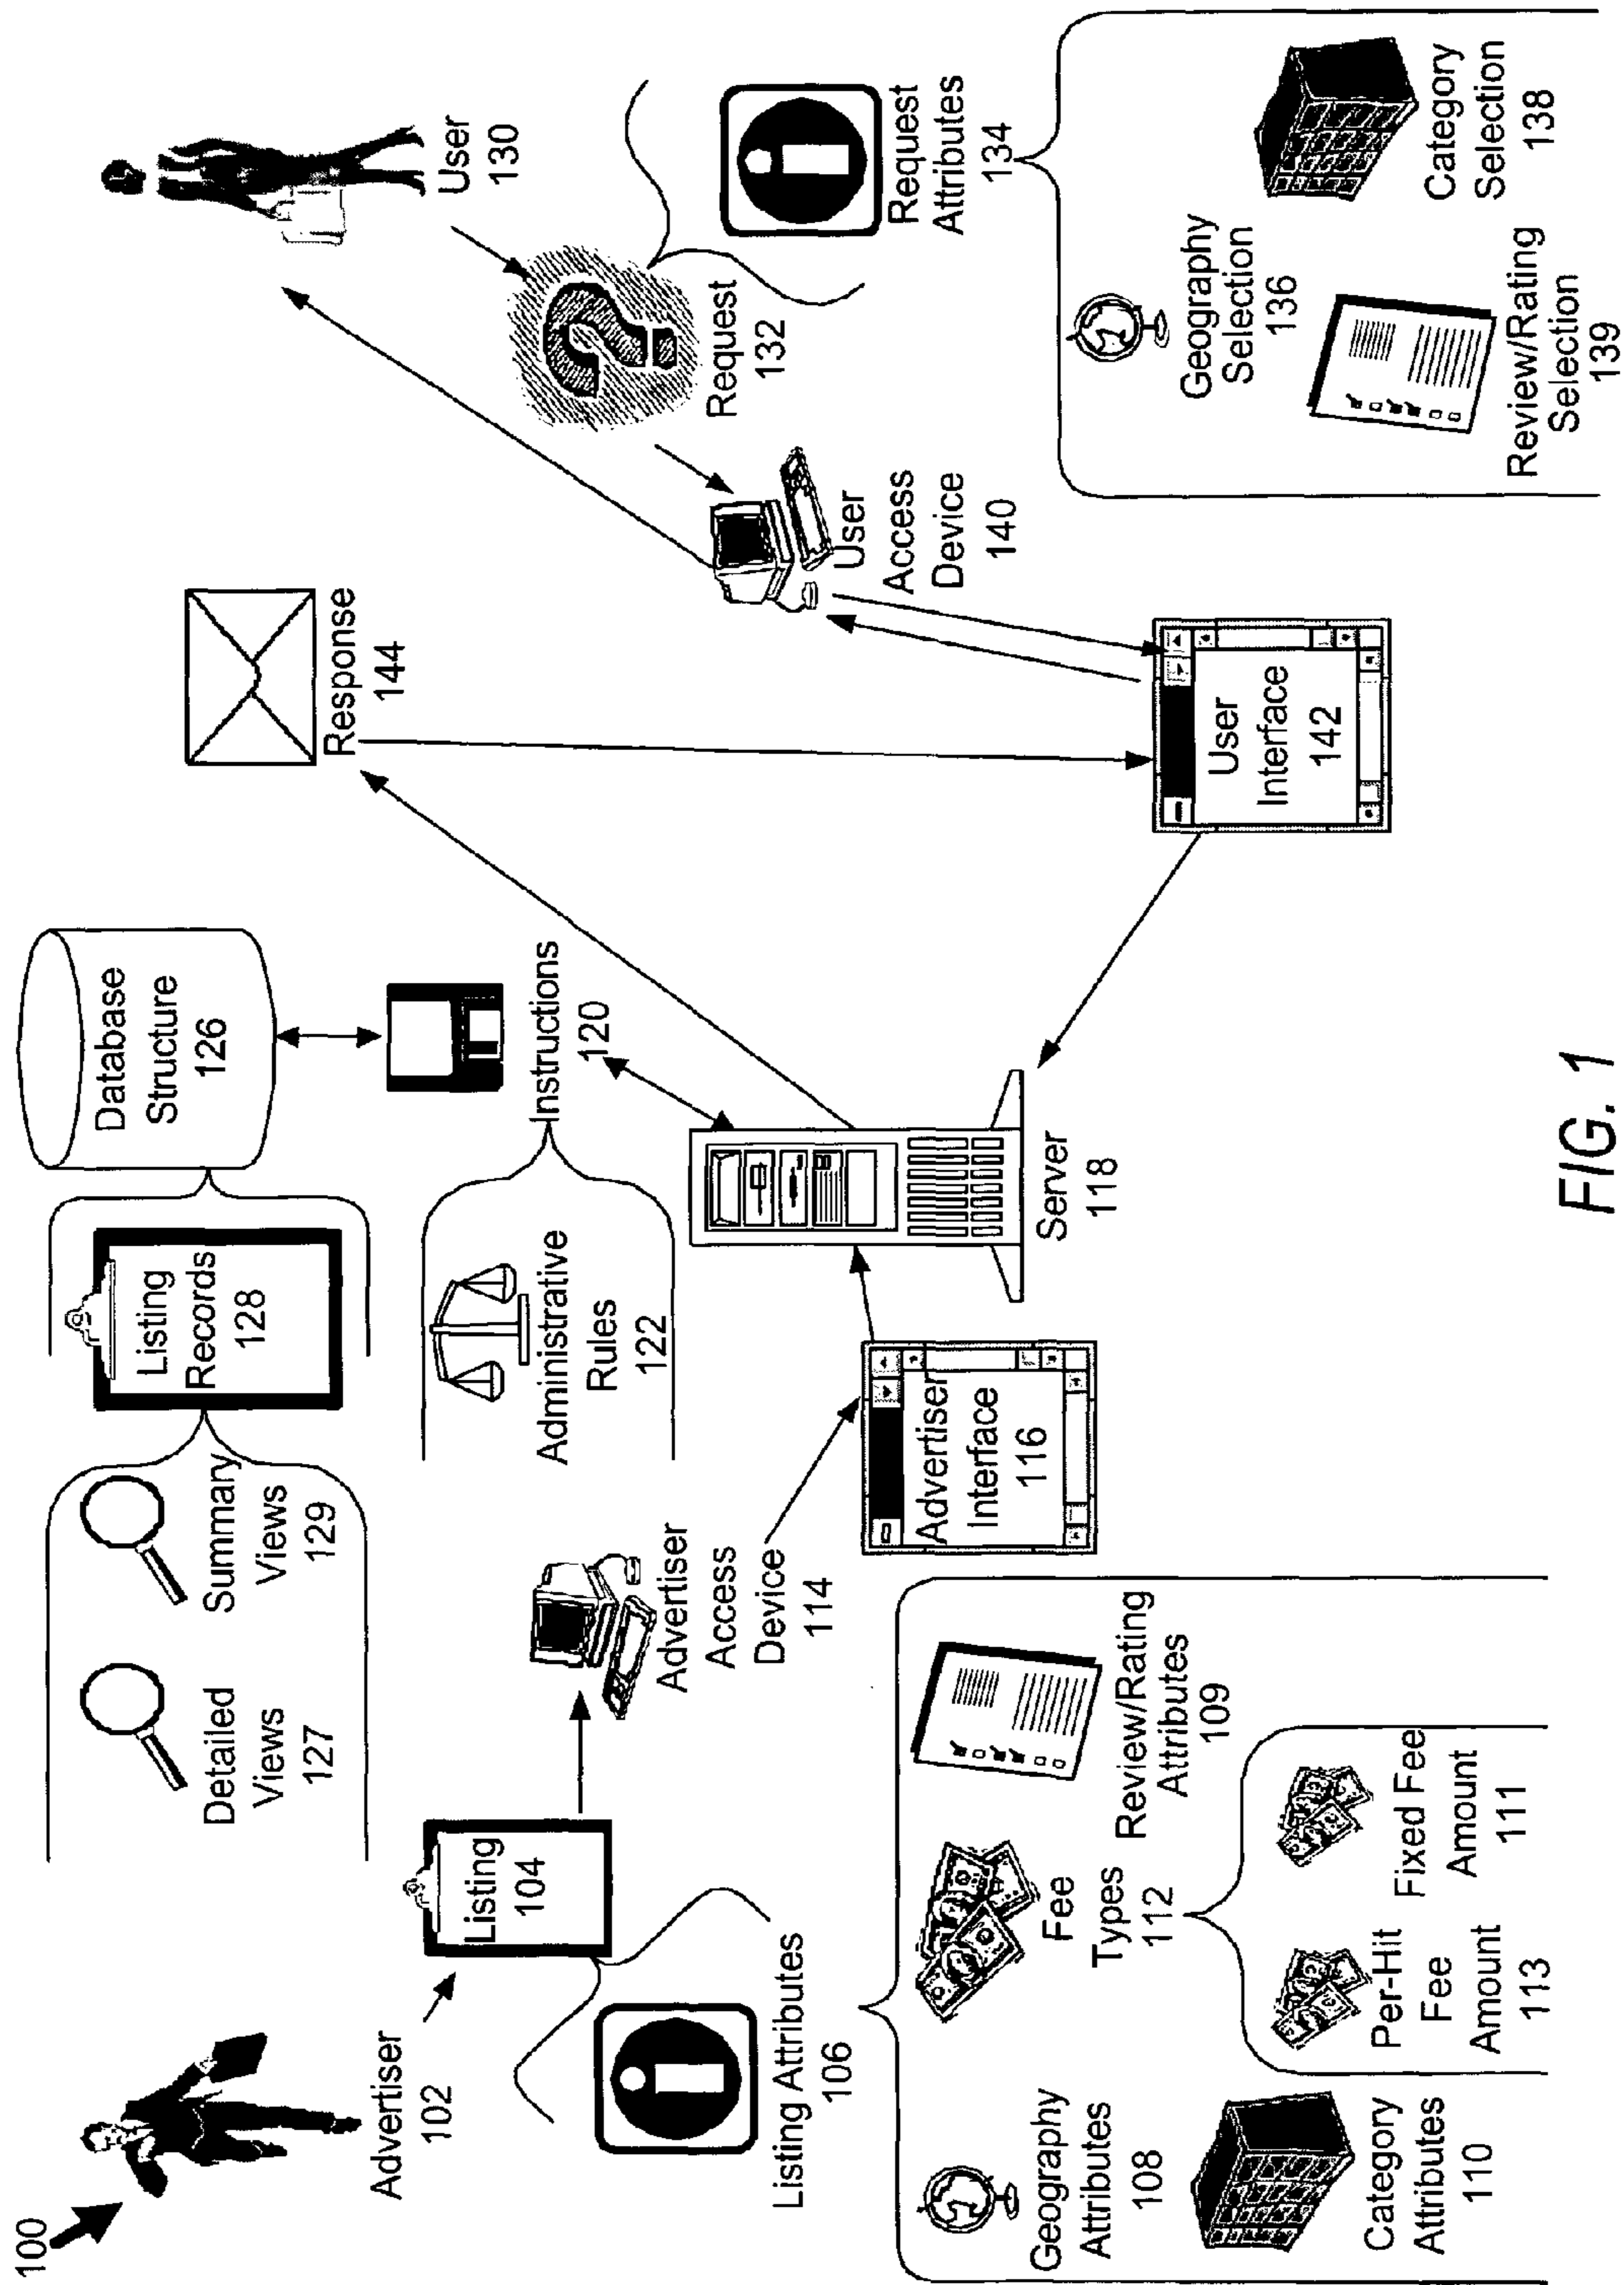 100
Advertiser
102
Listing
104
Listing Attributes
106
Geography
Attributes
108
Category
Attributes
110
Fee
Types
112
Per-Hit
Fee
Amount
113
Fixed Fee
Amount
111
Review/Rating
Attributes
109
Advertiser
Access
Device
114
Advertiser
Interface
116
Detailed
Views
127
Summary
Views
129
Listing
Records
128
Database
Structure
126
Administrative
Rules
122
Instructions
120
Server
118
Response
144
User
Interface
142
User
Access
Device
140
Request
132
User
130
Request
Attributes
134
Geography
Selection
136
Category
Selection
138
Review/Rating
Selection
139
FIG. 1